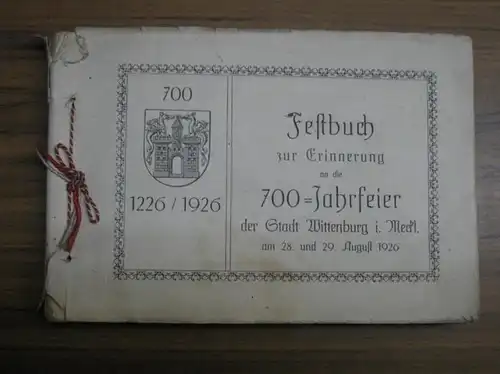 700
1226 / 1926
Festbuch
zur Erinnerung
an die
700=Jahrfeier
der Stadt Wittenburg i. Meckl.
am 28. und 29. August 1926